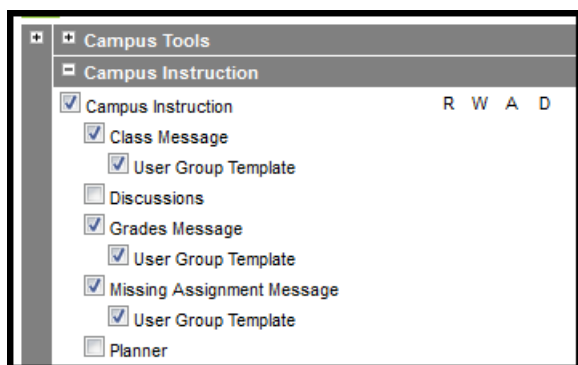 Campus Tools
Campus Instruction
Campus Instruction R W A D
Class Message
User Group Template
Discussions
Grades Message
User Group Template
Missing Assignment Message
User Group Template
Planner